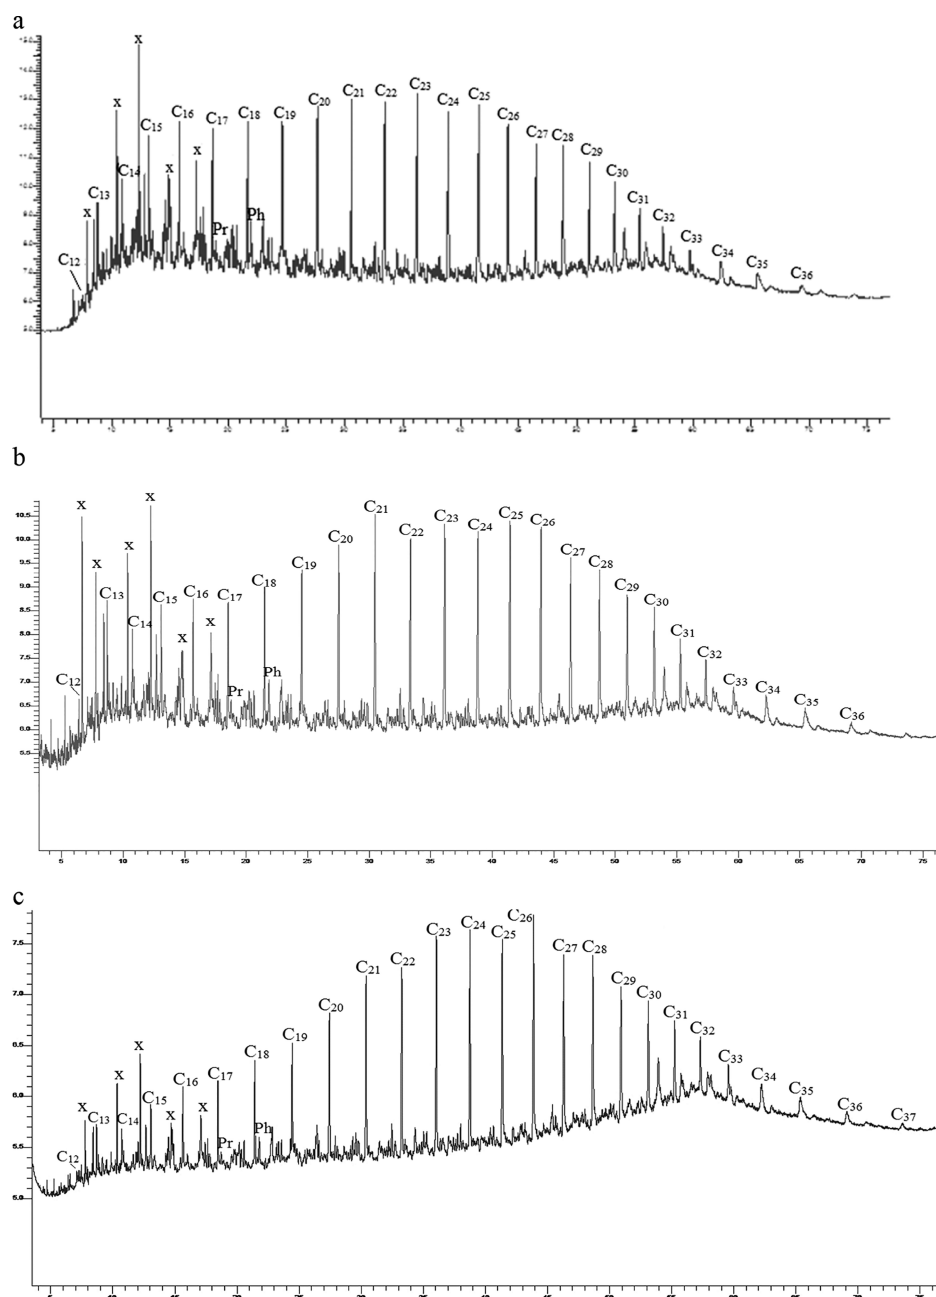 a
x
x
x
x
x
C12
C13
C14
C15
C16
C17
Pr
C18
Ph
C19
C20
C21
C22
C23
C24
C25
C26
C27
C28
C29
C30
C31
C32
C33
C34
C35
C36
b
10.5
10.0
9.5
9.0
8.5
8.0
7.5
7.0
6.5
6.0
5.5
x
x
x
x
x
x
C12
C13
C14
C15
C16
C17
Pr
C18
Ph
C19
C20
C21
C22
C23
C24
C25
C26
C27
C28
C29
C30
C31
C32
C33
C34
C35
C36
5 10 15 20 25 30 35 40 45 50 55 60 65 70 75
c
7.5
7.0
6.5
6.0
5.5
5.0
x
x
x
x
x
C12
C13
C14
C15
C16
C17
Pr
C18
Ph
C19
C20
C21
C22
C23
C24
C25
C26
C27
C28
C29
C30
C31
C32
C33
C34
C35
C36
C37